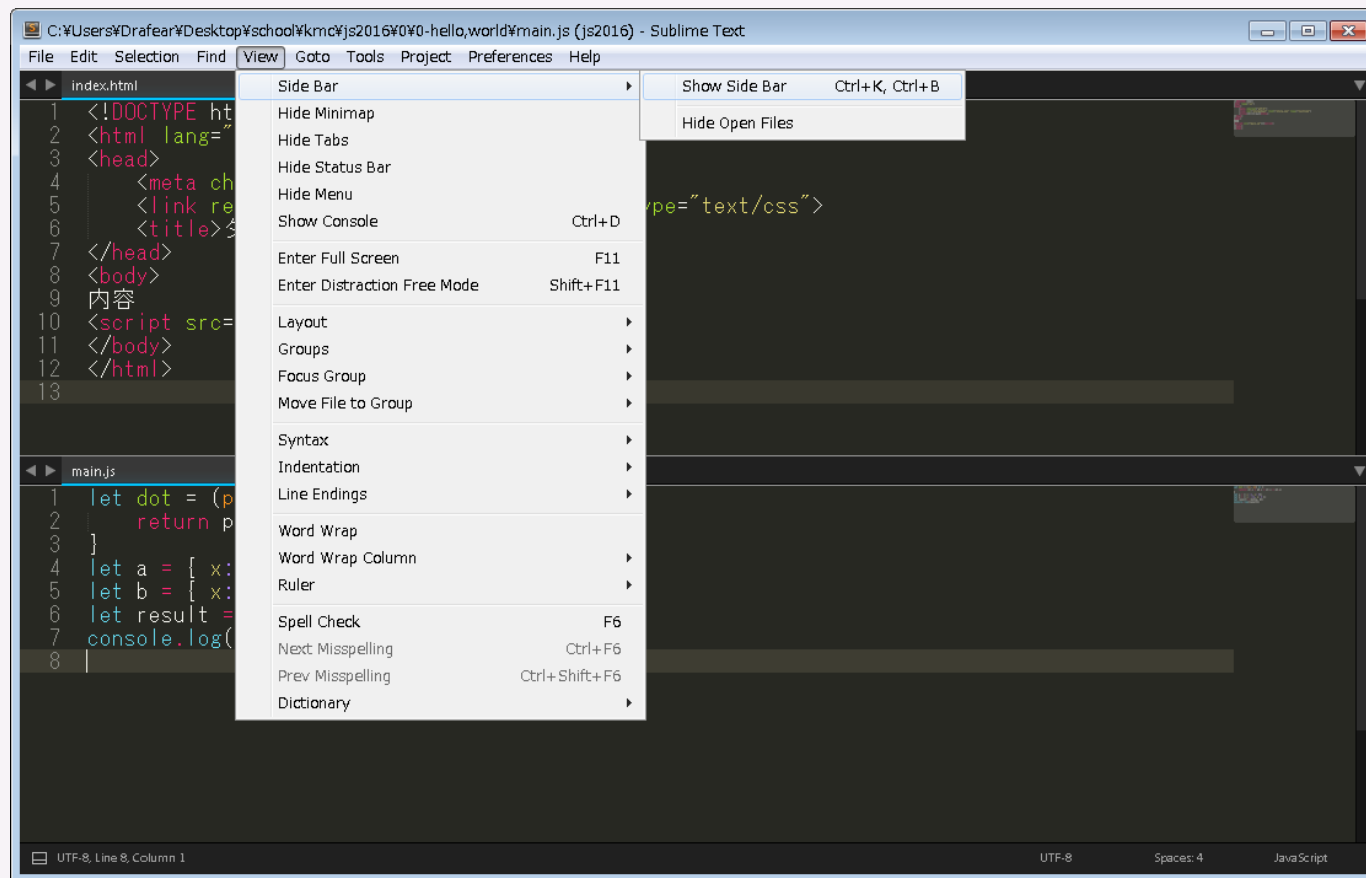 C:¥Users¥Drafear¥Desktop¥school¥kmc¥js2016¥0¥0-hello,world¥main.js (js2016) - Sublime Text
File Edit Selection Find View Goto Tools Project Preferences Help
index.html
Side Bar
Show Side Bar Ctrl+K, Ctrl+B
Hide Open Files
Hide Minimap
Hide Tabs
Hide Status Bar
Hide Menu
Show Console Ctrl+D
Enter Full Screen F11
Enter Distraction Free Mode Shift+F11
Layout
Groups
Focus Group
Move File to Group
Syntax
Indentation
Line Endings
Word Wrap
Word Wrap Column
Ruler
Spell Check F6
Next Misspelling Ctrl+F6
Prev Misspelling Ctrl+Shift+F6
Dictionary
1 <!DOCTYPE ht
2 <html lang="
3 <head>
4 <meta ch
5 <link re ype="text/css">
6 <title>
7 </head>
8 <body>
9 内容
10 <script src=
11 </body>
12 </html>
13
main.js
1 let dot = (p
2 return p
3 }
4 let a = { x:
5 let b = { x:
6 let result =
7 console.log(
8
UTF-8, Line 8, Column 1 UTF-8 Spaces: 4 JavaScript